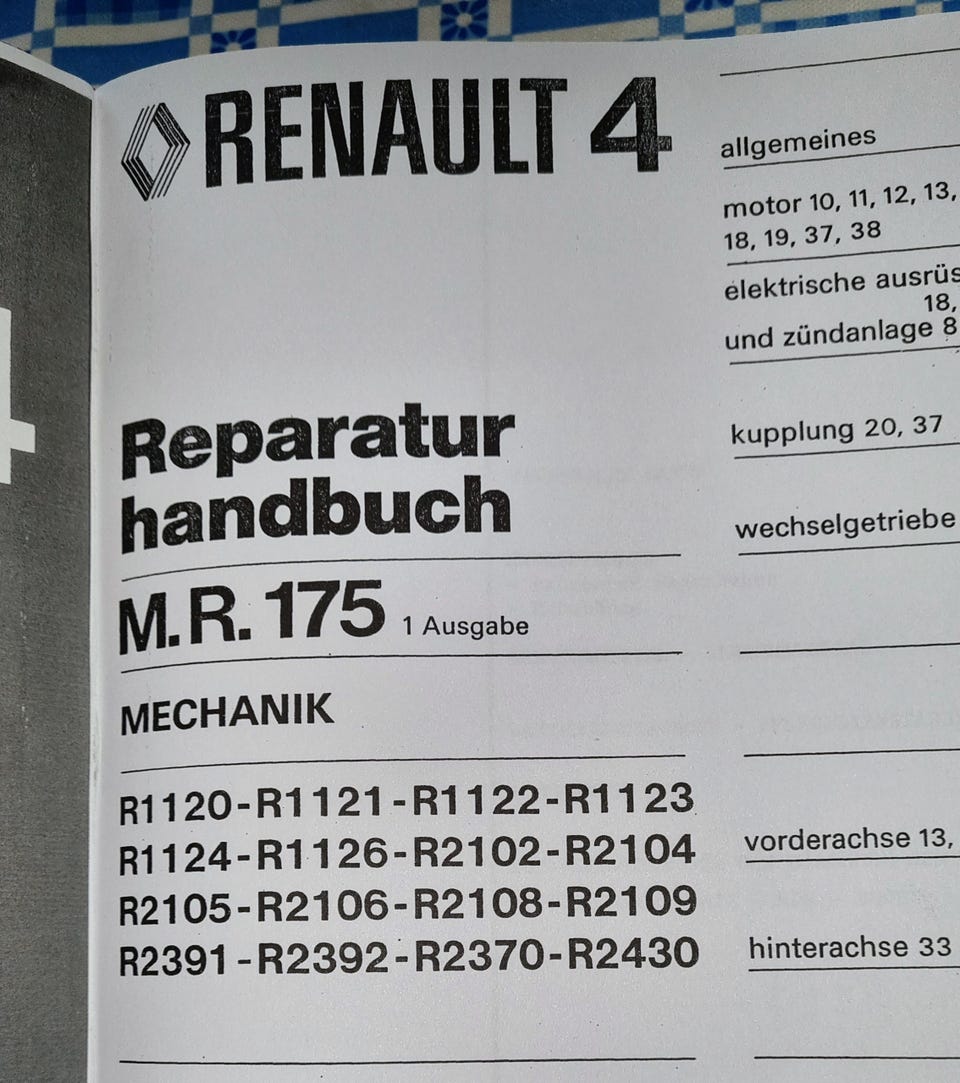 RENAULT 4
Reparatur
handbuch
M.R. 175 1 Ausgabe
MECHANIK
R1120-R1121-R1122-R1123
R1124-R1126-R2102-R2104
R2105-R2106-R2108-R2109
R2391-R2392-R2370-R2430
allgemeines
motor 10, 11, 12, 13,
18, 19, 37, 38
elektrische ausrüs
18,
und zündanlage 8
kupplung 20, 37
wechselgetriebe
vorderachse 13,
hinterachse 33